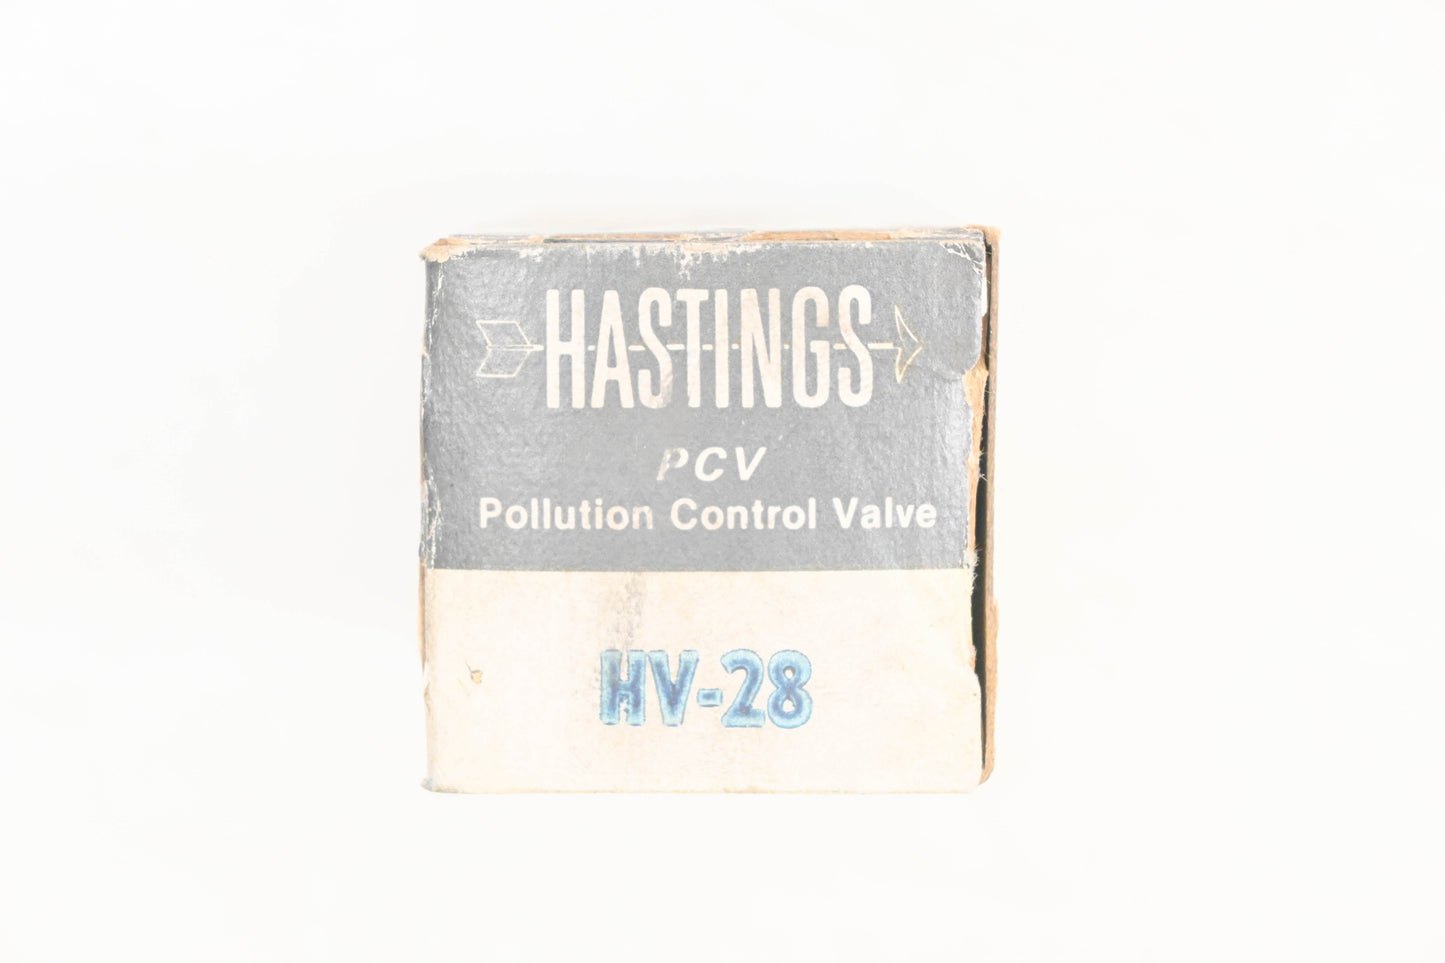 HASTINGS
PCV
Pollution Control Valve
HV-28